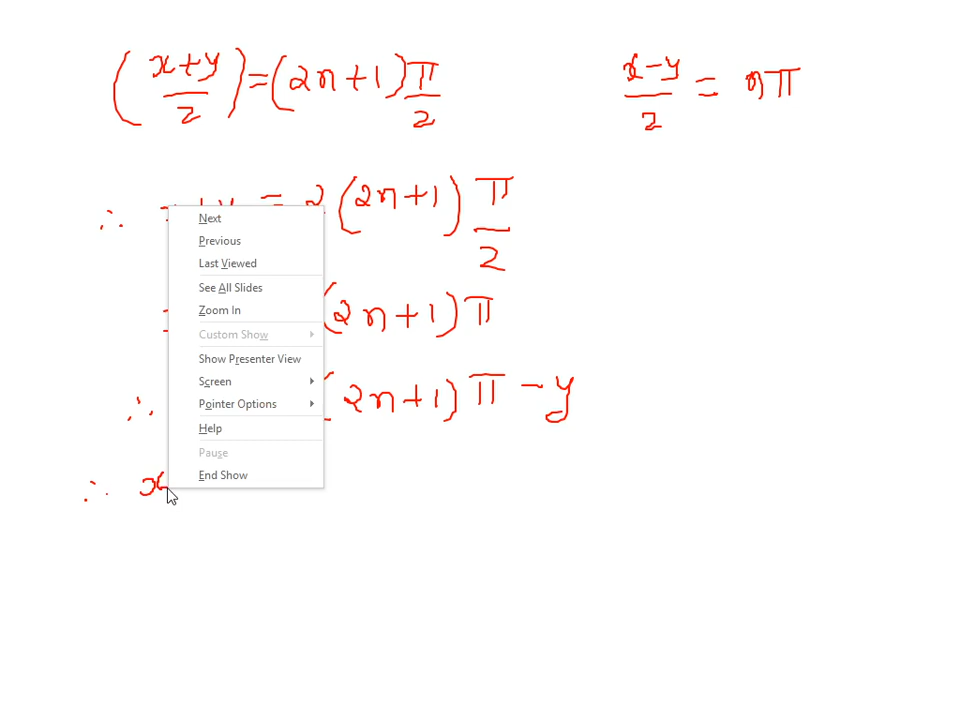 (x+y/2) = (2n+1) π/2
x-y/2 = nπ
∴ = 2(2n+1) π/2
(2n+1)π
∴ (2n+1)π - y
∴ x
Next
Previous
Last Viewed
See All Slides
Zoom In
Custom Show
Show Presenter View
Screen
Pointer Options
Help
Pause
End Show